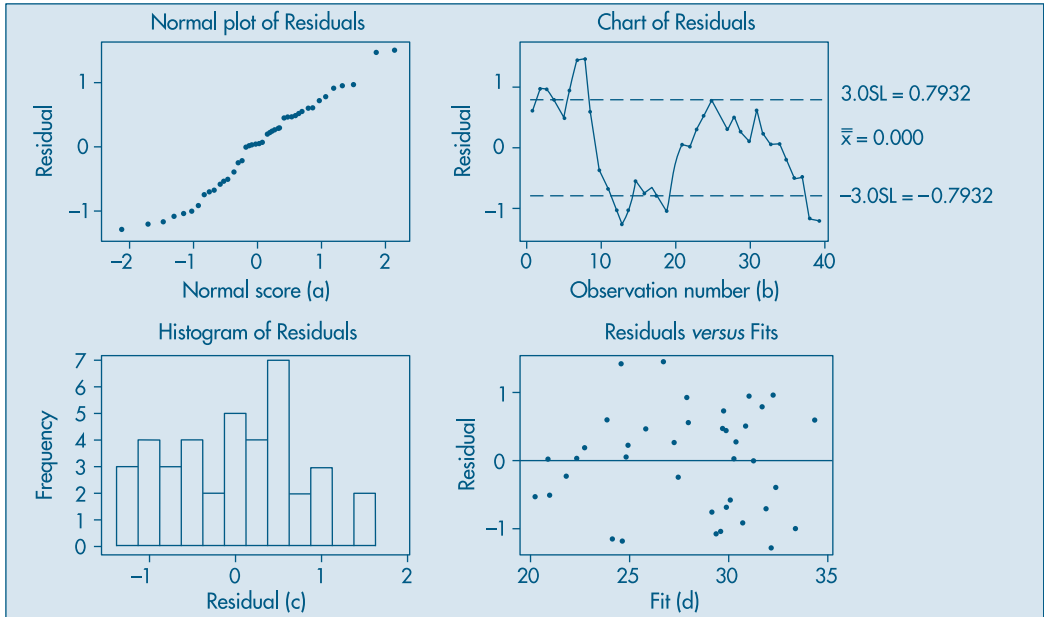 Normal plot of Residuals
Residual
1
0
−1
−2 −1 0 1 2
Normal score (a)
Chart of Residuals
Residual
1
0
−1
0 10 20 30 40
Observation number (b)
3.0SL = 0.7932
x̿ = 0.000
−3.0SL = −0.7932
Histogram of Residuals
Frequency
7
6
5
4
3
2
1
0
−1 0 1 2
Residual (c)
Residuals versus Fits
Residual
1
0
−1
20 25 30 35
Fit (d)